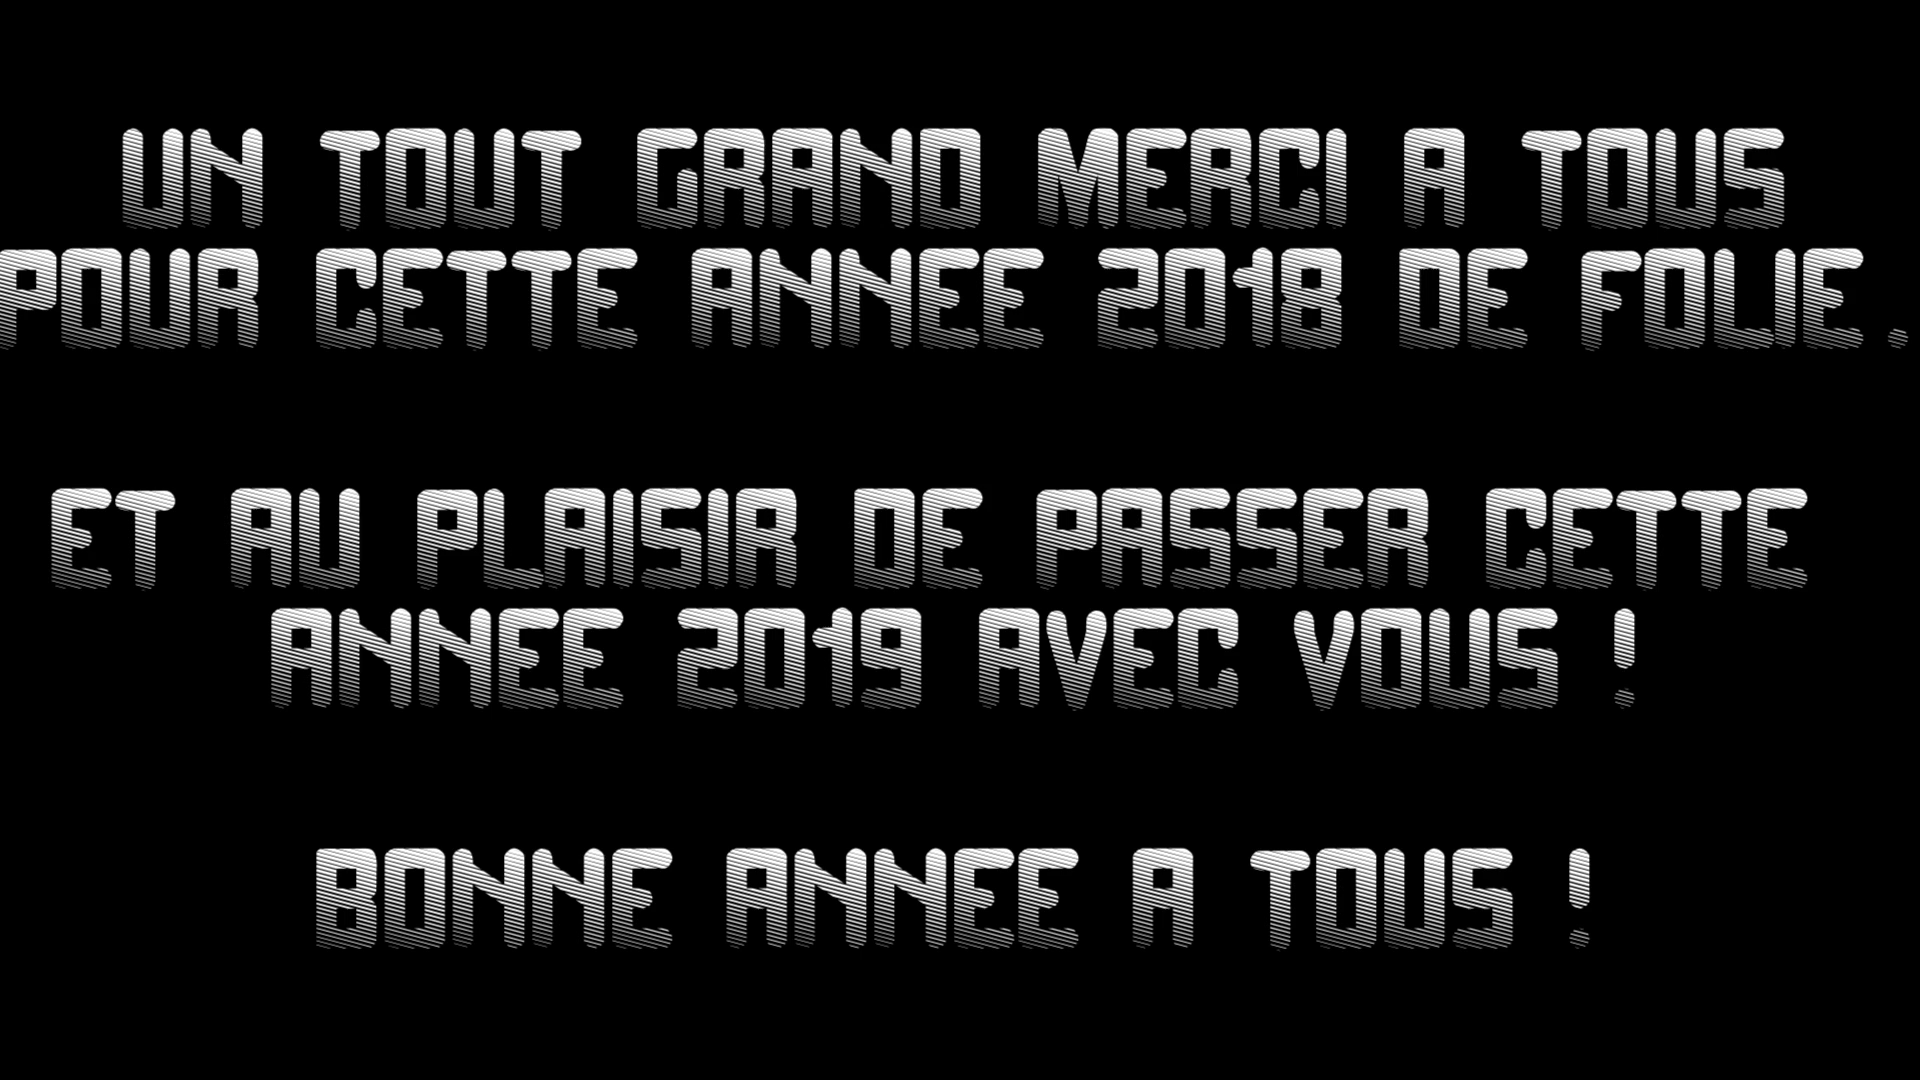 UN TOUT GRAND MERCI A TOUS
POUR CETTE ANNEE 2018 DE FOLIE.
ET AU PLAISIR DE PASSER CETTE
ANNEE 2019 AVEC VOUS !
BONNE ANNEE A TOUS !